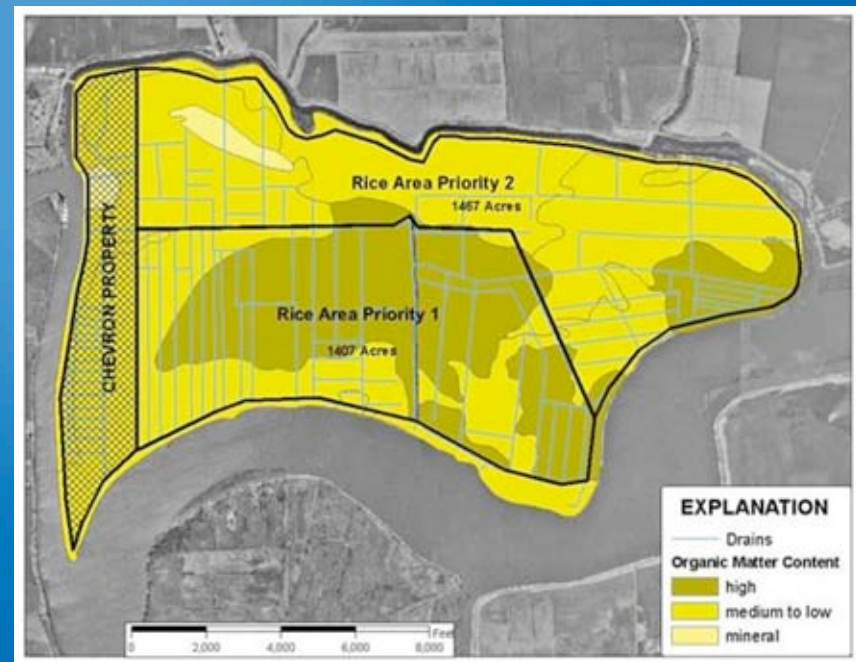 Rice Area Priority 2
1467 Acres
CHEVRON PROPERTY
Rice Area Priority 1
1407 Acres
EXPLANATION
Drains
Organic Matter Content
high
medium to low
mineral
Feet
0 2,000 4,000 6,000 8,000